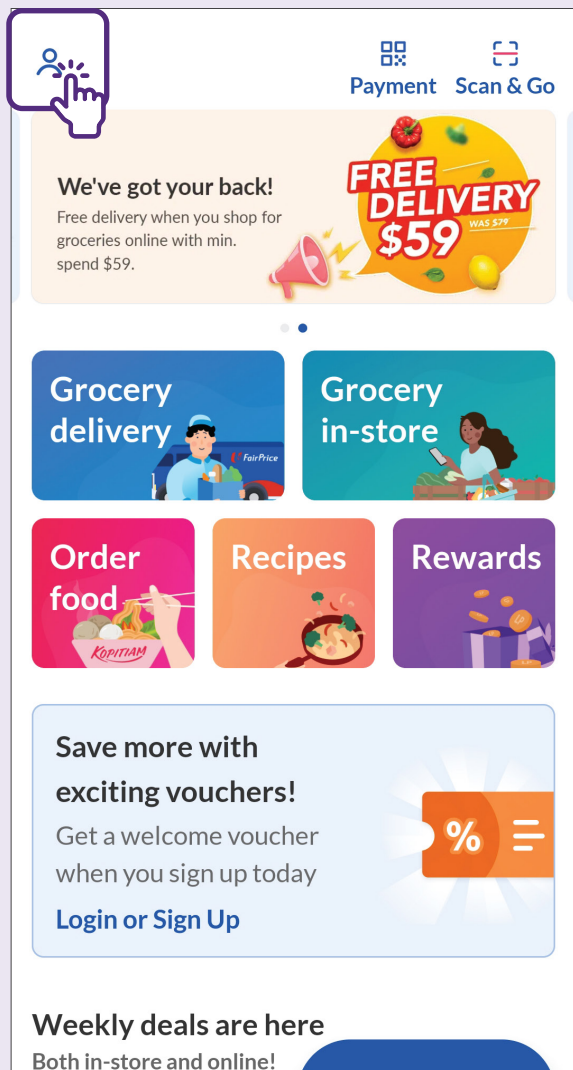 Payment
Scan & Go
We've got your back!
Free delivery when you shop for
groceries online with min.
spend $59.
FREE
DELIVERY
$59
WAS $79
Grocery
delivery
FairPrice
Grocery
in-store
Order
food
KOPITIAM
Recipes
Rewards
Save more with
exciting vouchers!
Get a welcome voucher
when you sign up today
Login or Sign Up
%
Weekly deals are here
Both in-store and online!